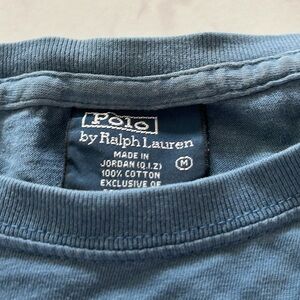 Polo
by Ralph Lauren
MADE IN
JORDAN (Q.I.Z) M
100% COTTON
EXCLUSIVE OF